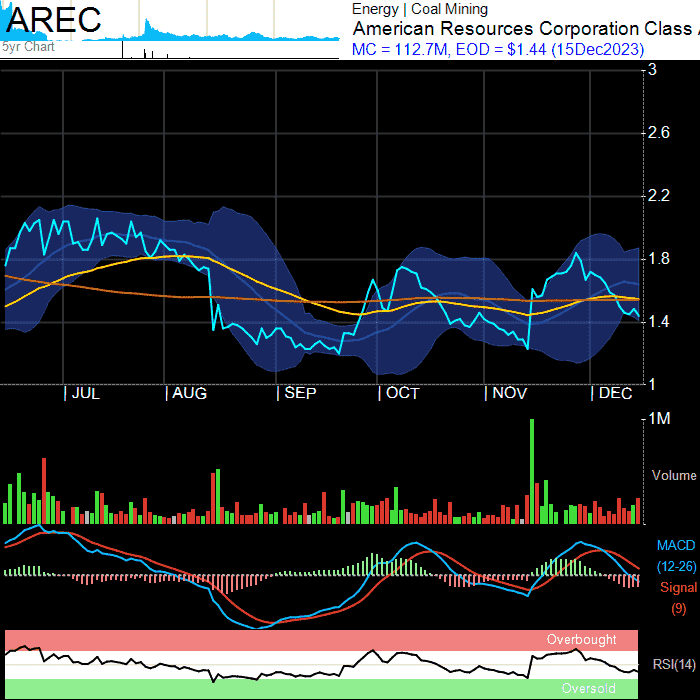 AREC
5yr Chart
Energy | Coal Mining
American Resources Corporation Class
MC = 112.7M, EOD = $1.44 (15Dec2023)
3
2.6
2.2
1.8
1.4
1
JUL AUG SEP OCT NOV DEC
1M
Volume
MACD
(12-26)
Signal
(9)
Overbought
RSI(14)
Oversold